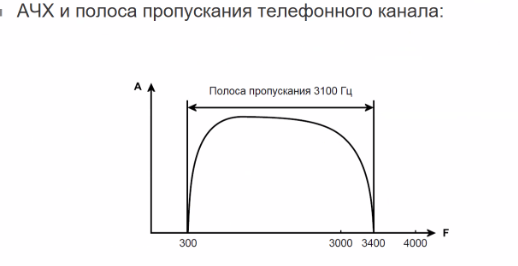 АЧХ и полоса пропускания телефонного канала:
A
Полоса пропускания 3100 Гц
F
300 3000 3400 4000